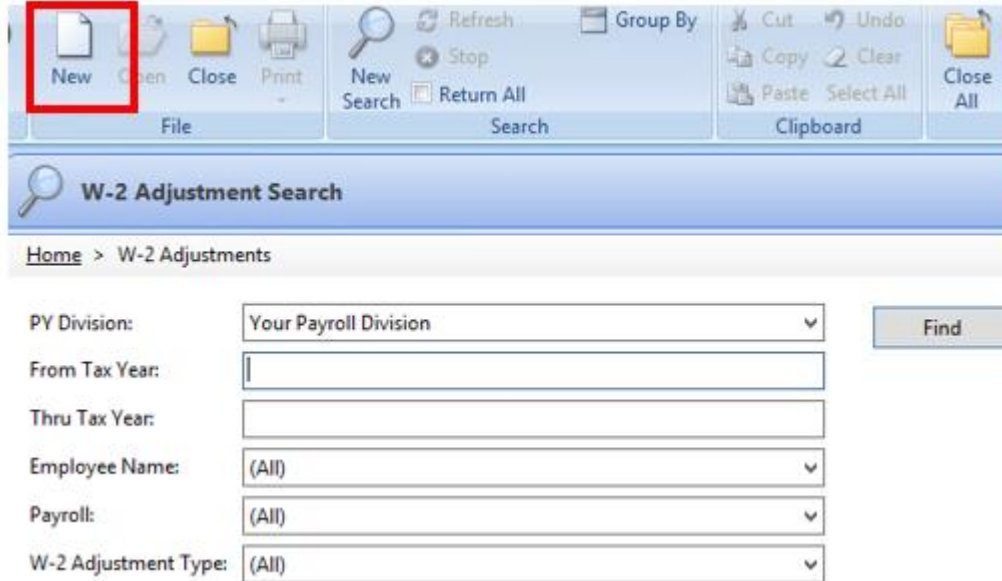 New Open Close Print
File
New Search
Refresh
Stop
Return All
Group By
Search
Cut Undo
Copy Clear
Paste Select All
Clipboard
Close All
W-2 Adjustment Search
Home > W-2 Adjustments
PY Division: Your Payroll Division
Find
From Tax Year:
Thru Tax Year:
Employee Name: (All)
Payroll: (All)
W-2 Adjustment Type: (All)